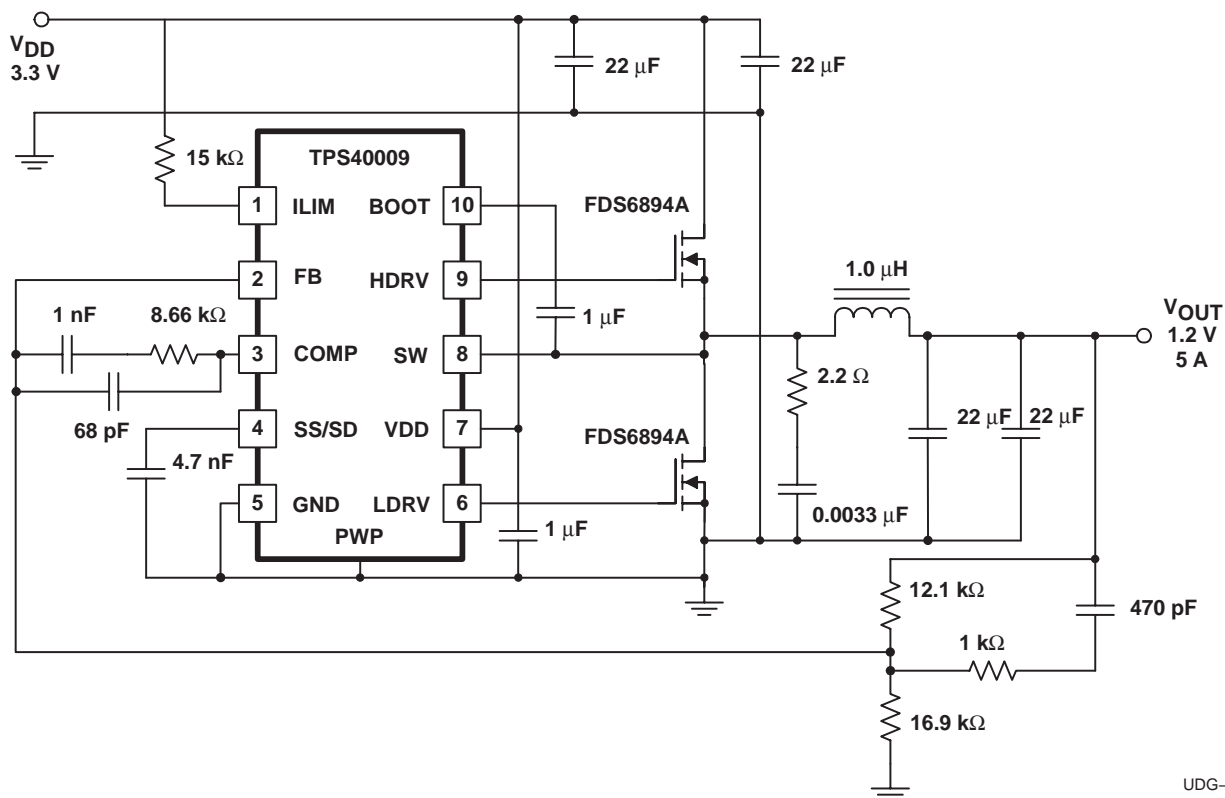 VDD
3.3 V
22 μF
22 μF
15 kΩ
TPS40009
1 ILIM BOOT 10
FDS6894A
2 FB HDRV 9
1.0 μH
1 nF
8.66 kΩ
1 μF
VOUT
1.2 V
5 A
3 COMP SW 8
2.2 Ω
68 pF
4 SS/SD VDD 7
FDS6894A
22 μF
22 μF
4.7 nF
5 GND LDRV 6
0.0033 μF
PWP
1 μF
12.1 kΩ
470 pF
1 kΩ
16.9 kΩ
UDG–